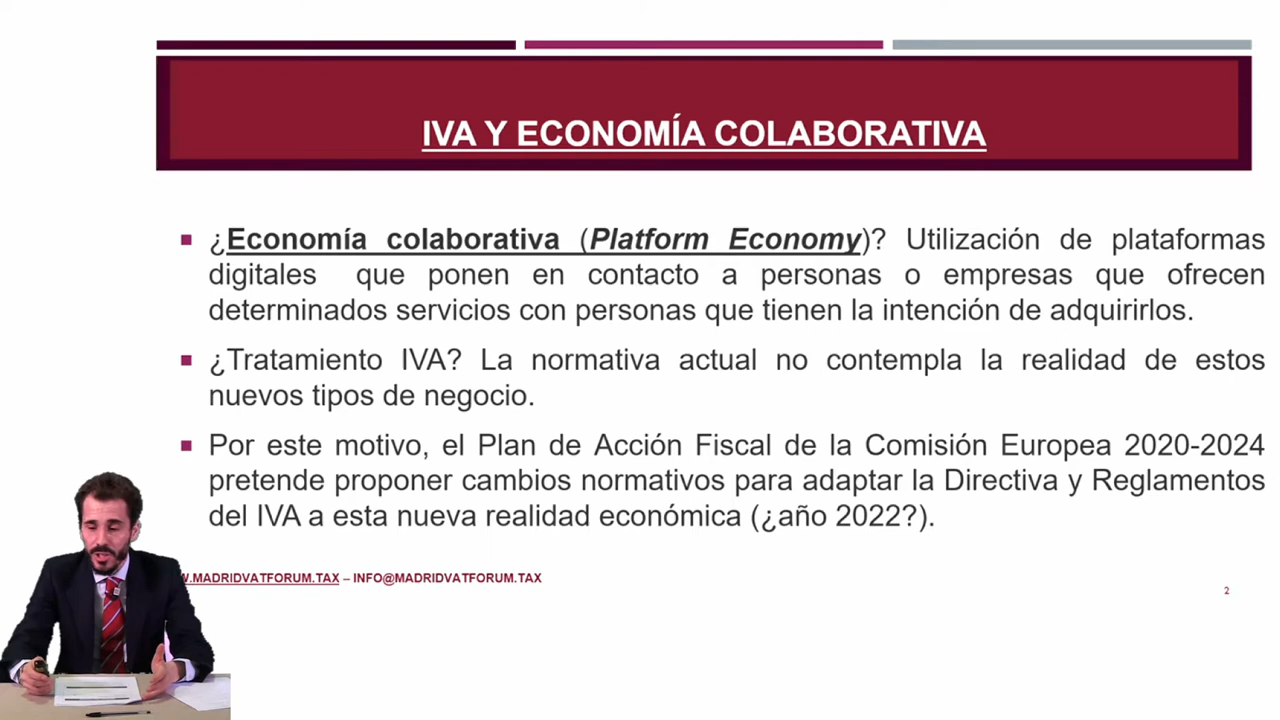 IVA Y ECONOMÍA COLABORATIVA
¿Economía colaborativa (Platform Economy)? Utilización de plataformas
digitales que ponen en contacto a personas o empresas que ofrecen
determinados servicios con personas que tienen la intención de adquirirlos.
¿Tratamiento IVA? La normativa actual no contempla la realidad de estos
nuevos tipos de negocio.
Por este motivo, el Plan de Acción Fiscal de la Comisión Europea 2020-2024
pretende proponer cambios normativos para adaptar la Directiva y Reglamentos
del IVA a esta nueva realidad económica (¿año 2022?).
W.MADRIDVATFORUM.TAX – INFO@MADRIDVATFORUM.TAX
2